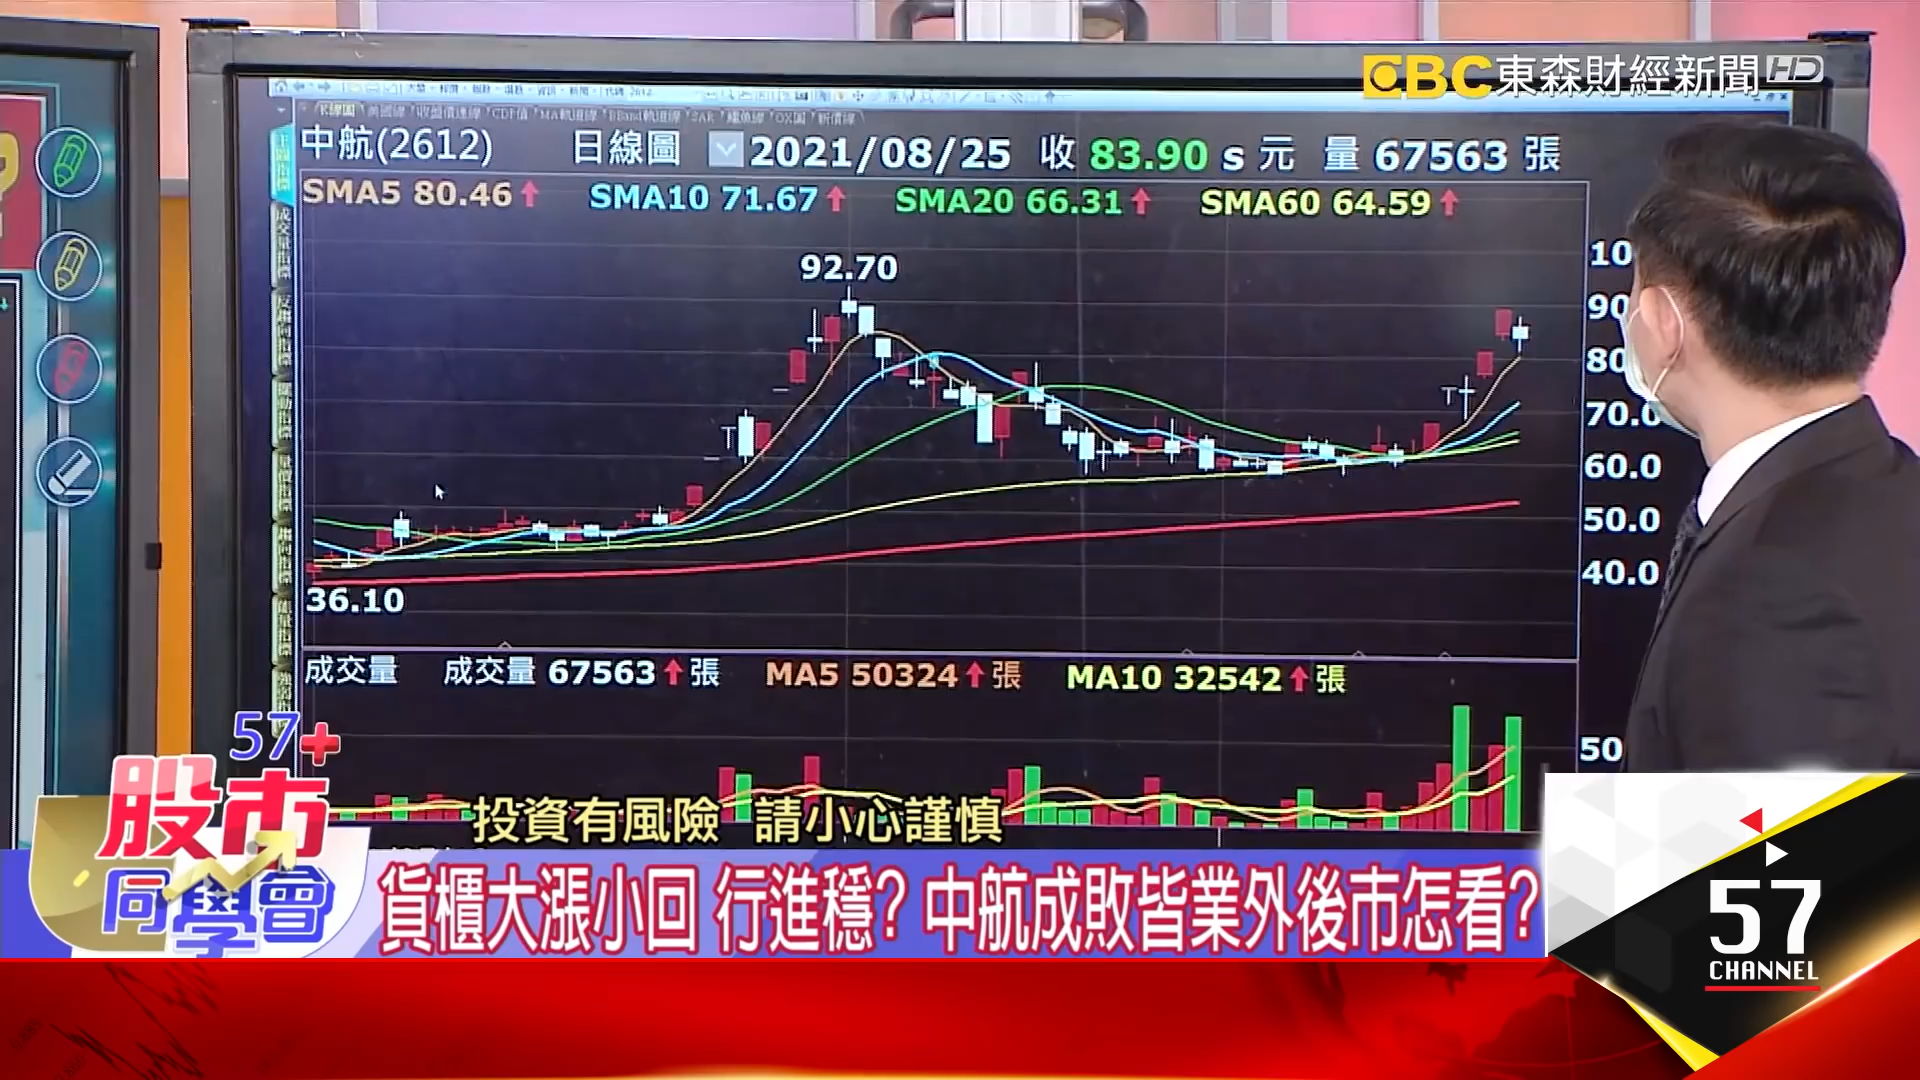 EBC 東森財經新聞 HD
K線圖
中航(2612) 日線圖 2021/08/25 收 83.90 s 元 量 67563 張
SMA5 80.46↑ SMA10 71.67↑ SMA20 66.31↑ SMA60 64.59↑
92.70
10
90
80
70.0
60.0
50.0
40.0
36.10
成交量 成交量 67563↑張 MA5 50324↑張 MA10 32542↑張
50
57+
股市
同學會
投資有風險 請小心謹慎
貨櫃大漲小回 行進穩? 中航成敗皆業外後市怎看?
57
CHANNEL